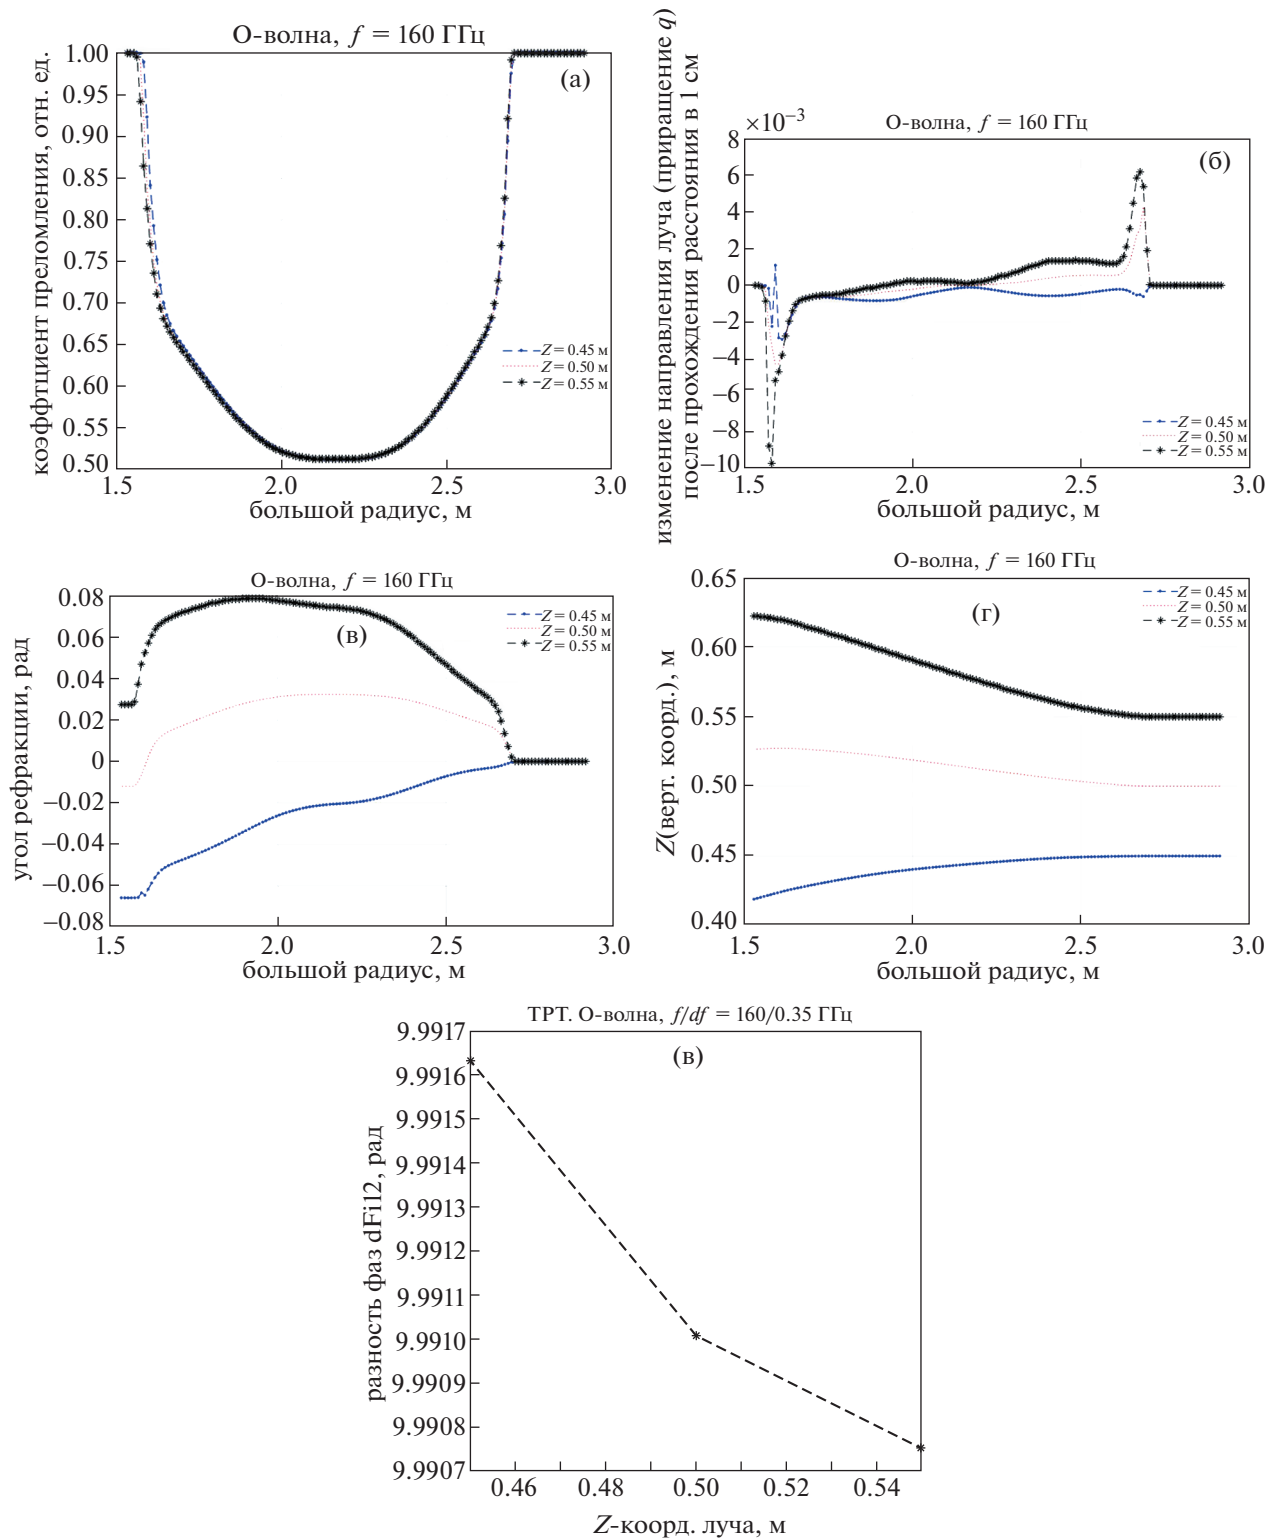 О-волна, f = 160 ГГц
(а)
коэффтциент преломления, отн. ед.
1.00
0.95
0.90
0.85
0.80
0.75
0.70
0.65
0.60
0.55
0.50
Z = 0.45 м
Z = 0.50 м
Z = 0.55 м
1.5 2.0 2.5 3.0
большой радиус, м
изменение направления луча (приращение q)
после прохождения расстояния в 1 см
×10−3
О-волна, f = 160 ГГц
(б)
8
6
4
2
0
−2
−4
−6
−8
−10
Z = 0.45 м
Z = 0.50 м
Z = 0.55 м
1.5 2.0 2.5 3.0
большой радиус, м
О-волна, f = 160 ГГц
(в)
угол рефракции, рад
0.08
0.06
0.04
0.02
0
−0.02
−0.04
−0.06
−0.08
Z = 0.45 м
Z = 0.50 м
Z = 0.55 м
1.5 2.0 2.5 3.0
большой радиус, м
О-волна, f = 160 ГГц
(г)
Z(верт. коорд.), м
0.65
0.60
0.55
0.50
0.45
0.40
Z = 0.45 м
Z = 0.50 м
Z = 0.55 м
1.5 2.0 2.5 3.0
большой радиус, м
ТРТ. О-волна, f/df = 160/0.35 ГГц
(в)
разность фаз dFi12, рад
9.9917
9.9916
9.9915
9.9914
9.9913
9.9912
9.9911
9.9910
9.9909
9.9908
9.9907
0.46 0.48 0.50 0.52 0.54
Z-коорд. луча, м